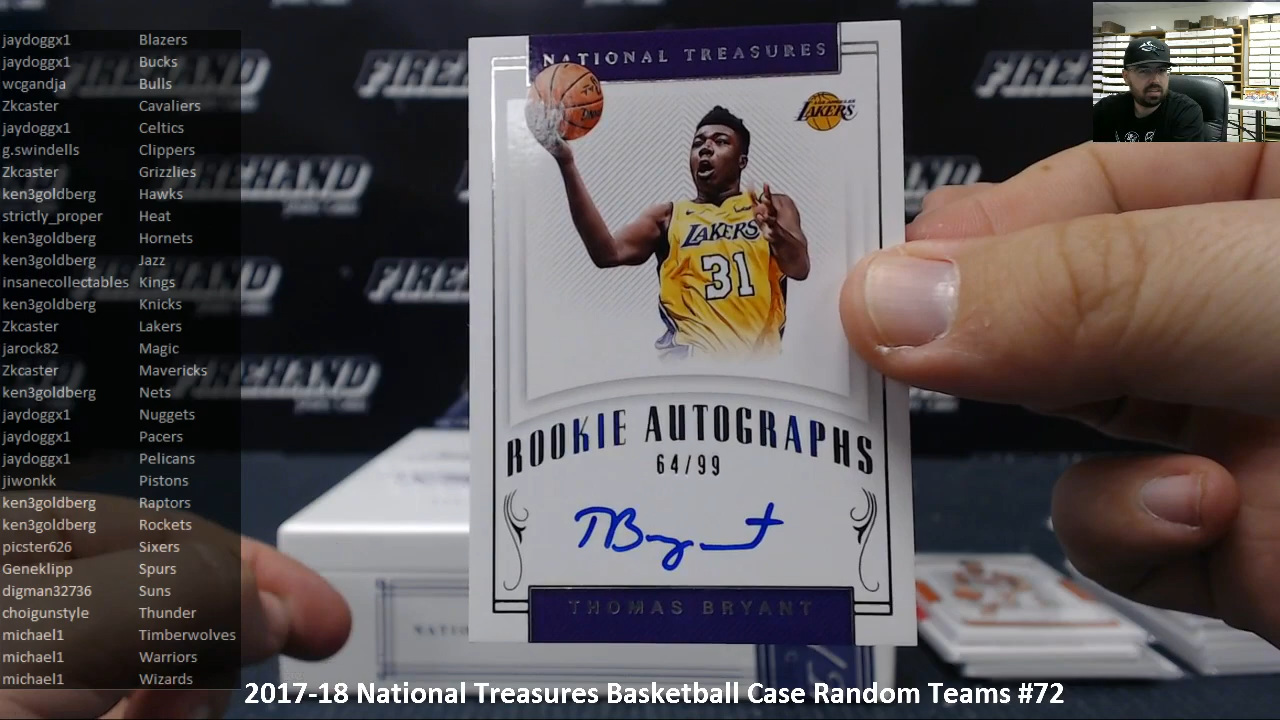 jaydoggx1 Blazers
jaydoggx1 Bucks
wcgandja Bulls
Zkcaster Cavaliers
jaydoggx1 Celtics
g.swindells Clippers
Zkcaster Grizzlies
ken3goldberg Hawks
strictly_proper Heat
ken3goldberg Hornets
ken3goldberg Jazz
insanecollectables Kings
ken3goldberg Knicks
Zkcaster Lakers
jarock82 Magic
Zkcaster Mavericks
ken3goldberg Nets
jaydoggx1 Nuggets
jaydoggx1 Pacers
jaydoggx1 Pelicans
jiwonkk Pistons
ken3goldberg Raptors
ken3goldberg Rockets
picster626 Sixers
Geneklipp Spurs
digman32736 Suns
choigunstyle Thunder
michael1 Timberwolves
michael1 Warriors
michael1 Wizards
NATIONAL TREASURES
LAKERS
LAKERS
31
ROOKIE AUTOGRAPHS
64/99
TBryant
THOMAS BRYANT
FIREHAND
2017-18 National Treasures Basketball Case Random Teams #72